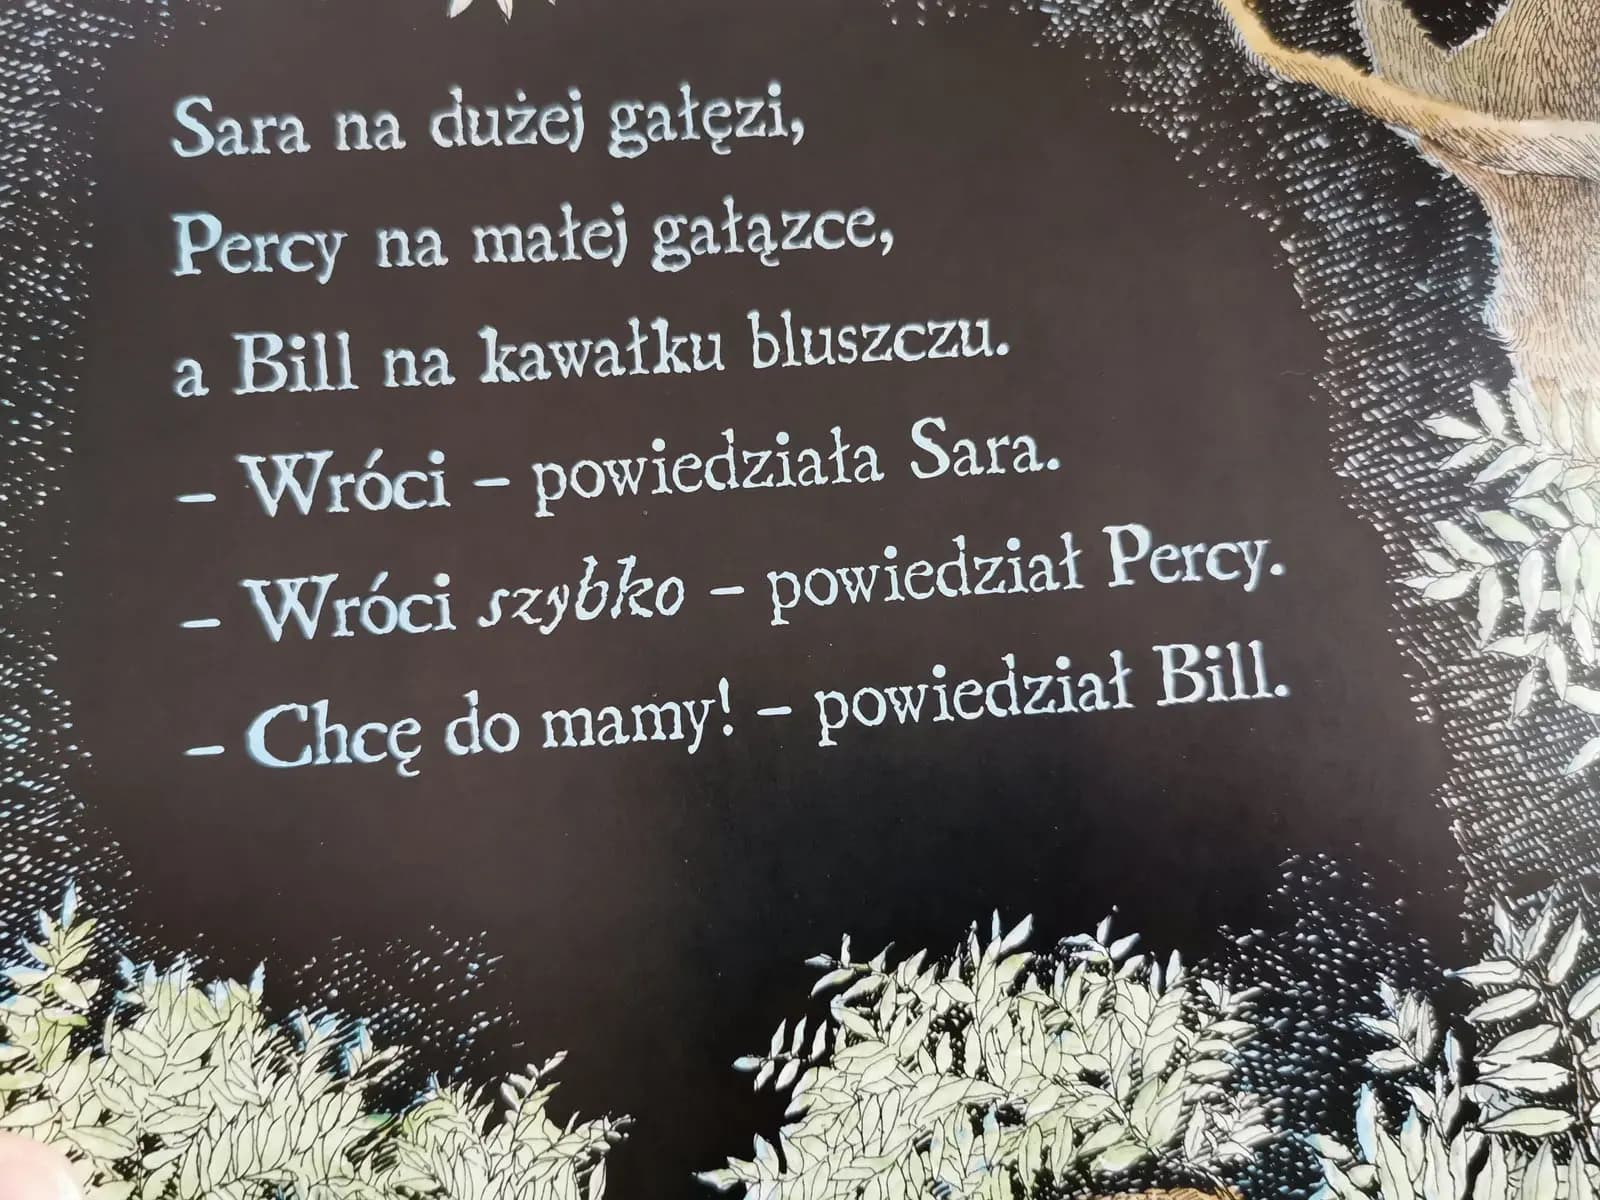 Sara na dużej gałęzi,
Percy na małej gałązce,
a Bill na kawałku bluszczu.
– Wróci – powiedziała Sara.
– Wróci szybko – powiedział Percy.
– Chcę do mamy! – powiedział Bill.